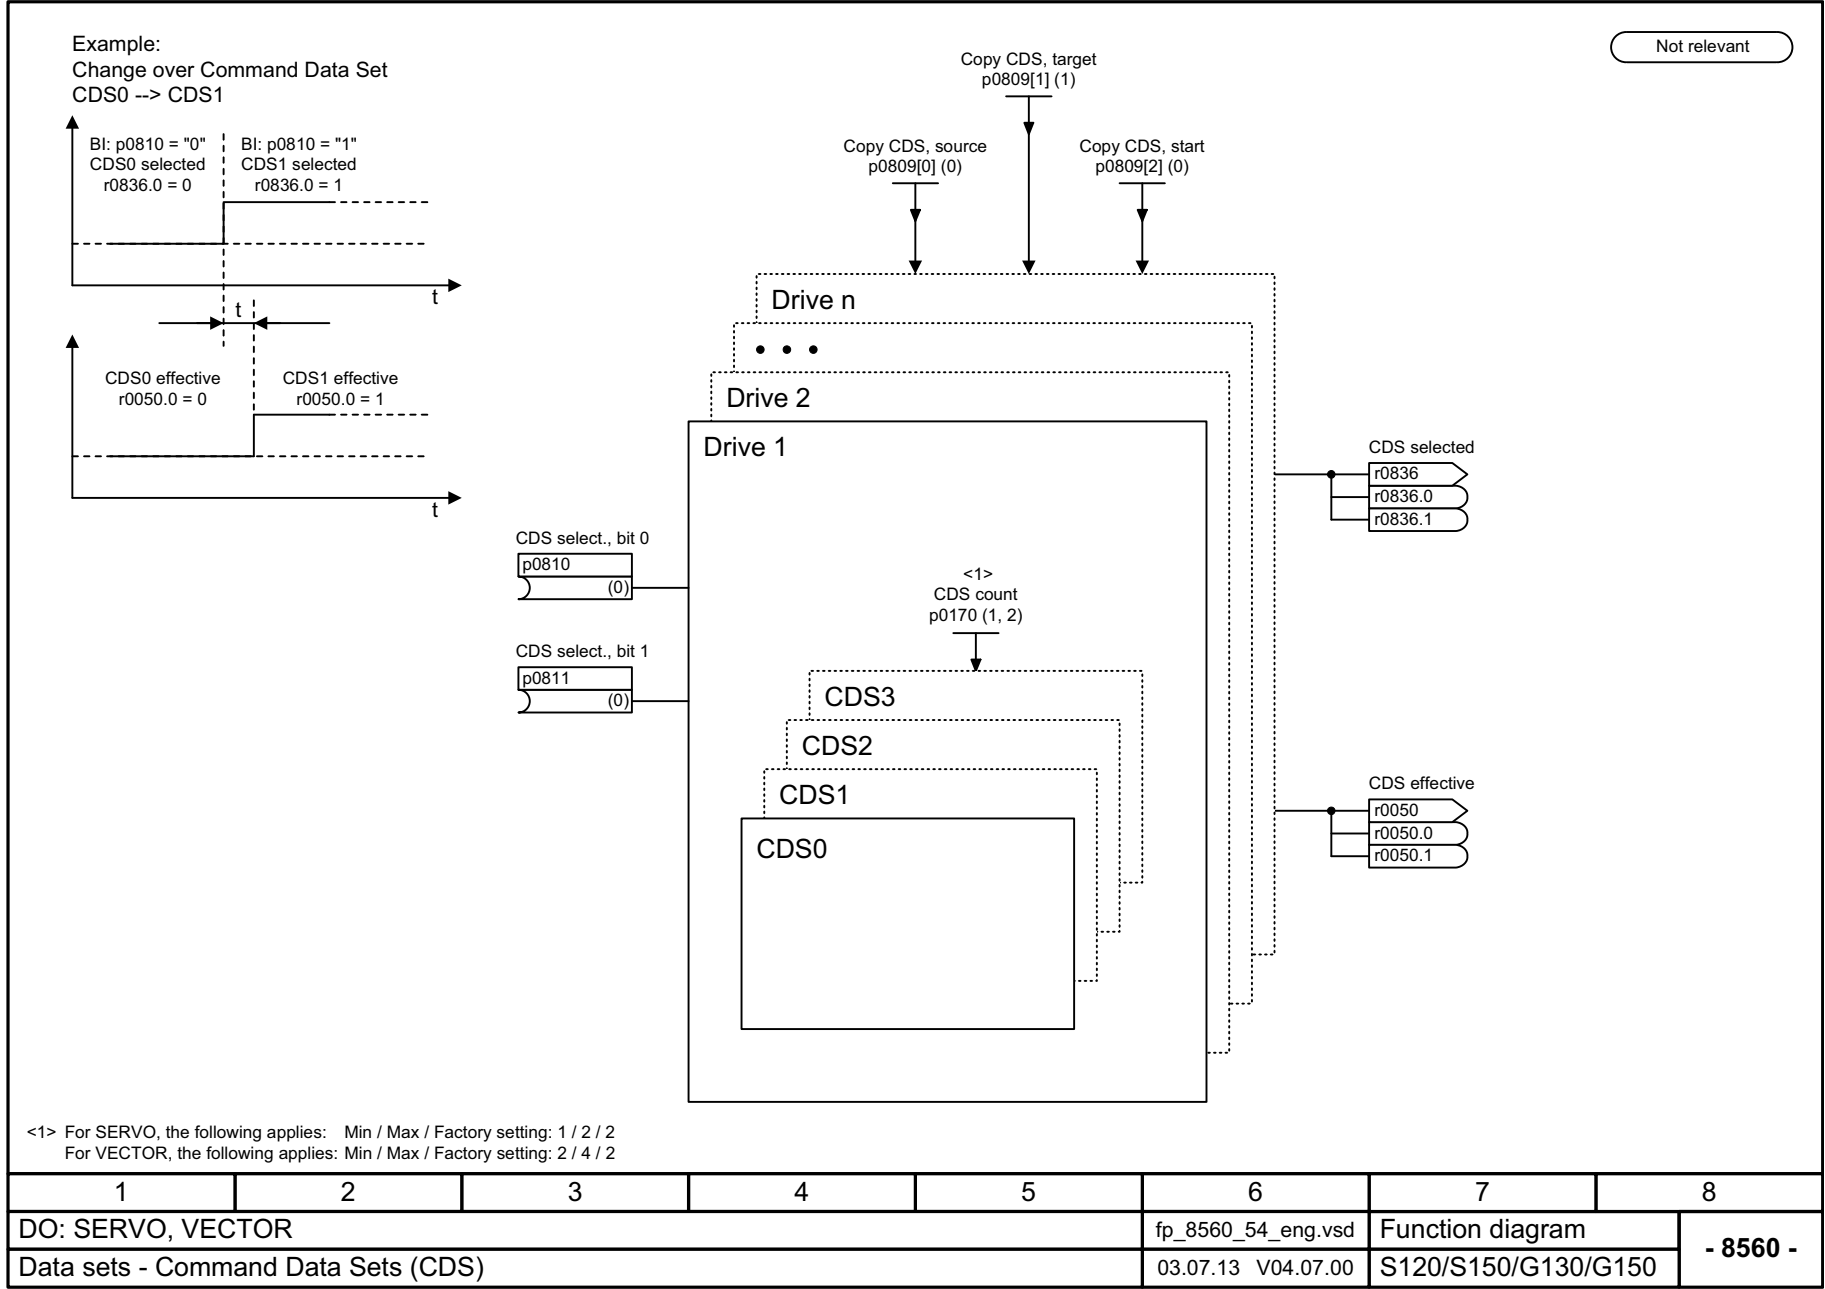 Example:
Change over Command Data Set
CDS0 --> CDS1
BI: p0810 = "0"
CDS0 selected
r0836.0 = 0
BI: p0810 = "1"
CDS1 selected
r0836.0 = 1
t
t
CDS0 effective
r0050.0 = 0
CDS1 effective
r0050.0 = 1
t
Copy CDS, target
p0809[1] (1)
Copy CDS, source
p0809[0] (0)
Copy CDS, start
p0809[2] (0)
Not relevant
Drive n
• • •
Drive 2
Drive 1
CDS select., bit 0
p0810
(0)
CDS select., bit 1
p0811
(0)
<1>
CDS count
p0170 (1, 2)
CDS3
CDS2
CDS1
CDS0
CDS selected
r0836
r0836.0
r0836.1
CDS effective
r0050
r0050.0
r0050.1
<1> For SERVO, the following applies: Min / Max / Factory setting: 1 / 2 / 2
For VECTOR, the following applies: Min / Max / Factory setting: 2 / 4 / 2
1 2 3 4 5 6 7 8
DO: SERVO, VECTOR
fp_8560_54_eng.vsd
Function diagram
- 8560 -
Data sets - Command Data Sets (CDS)
03.07.13 V04.07.00
S120/S150/G130/G150